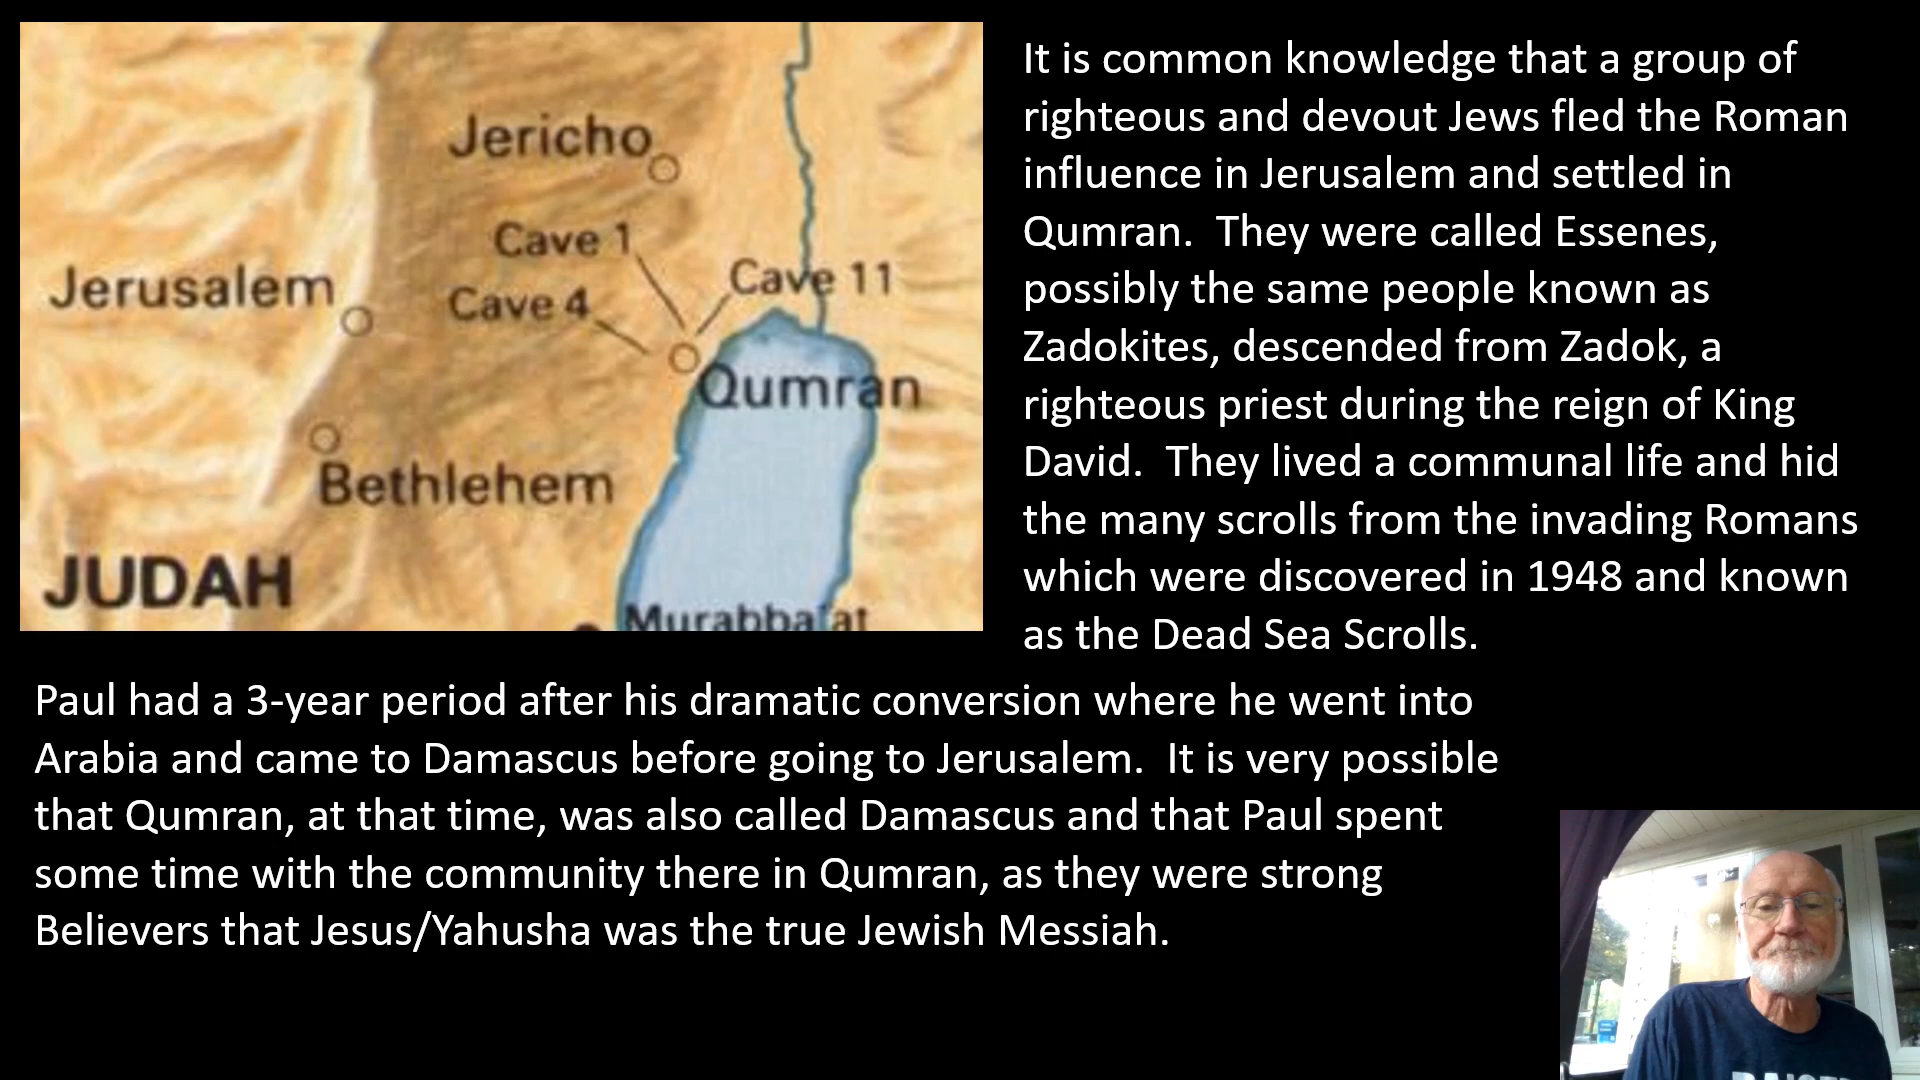 Jericho
Cave 1
Cave 11
Jerusalem
Cave 4
Qumran
Bethlehem
JUDAH
Murabba'at
It is common knowledge that a group of
righteous and devout Jews fled the Roman
influence in Jerusalem and settled in
Qumran.  They were called Essenes,
possibly the same people known as
Zadokites, descended from Zadok, a
righteous priest during the reign of King
David.  They lived a communal life and hid
the many scrolls from the invading Romans
which were discovered in 1948 and known
as the Dead Sea Scrolls.
Paul had a 3-year period after his dramatic conversion where he went into
Arabia and came to Damascus before going to Jerusalem.  It is very possible
that Qumran, at that time, was also called Damascus and that Paul spent
some time with the community there in Qumran, as they were strong
Believers that Jesus/Yahusha was the true Jewish Messiah.